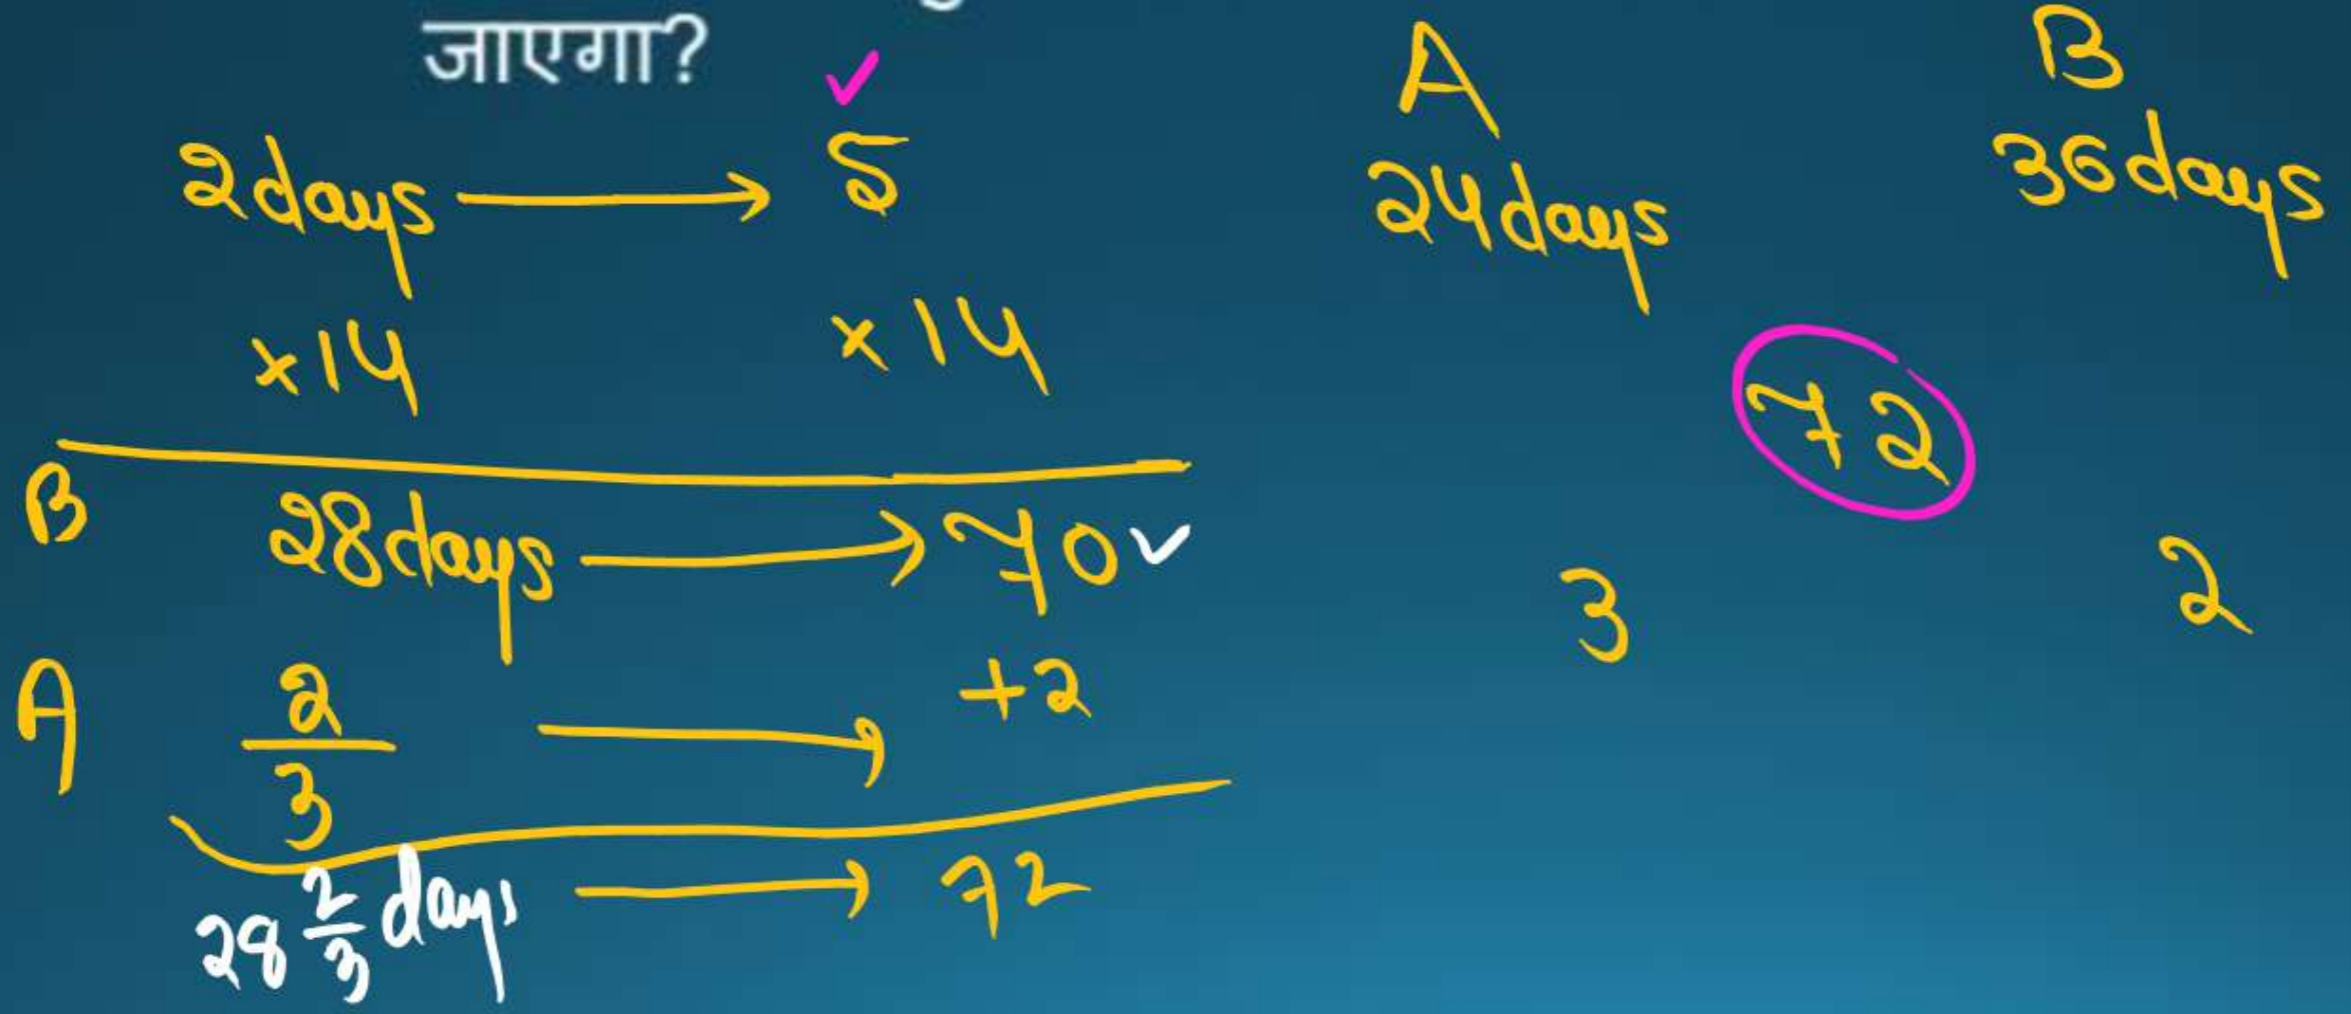 जाएगा?
A B
2days → 5 24days 36days
×14 ×14
72
B 28days → 70
3 2
A 2/3 → +2
28 2/3 days → 72